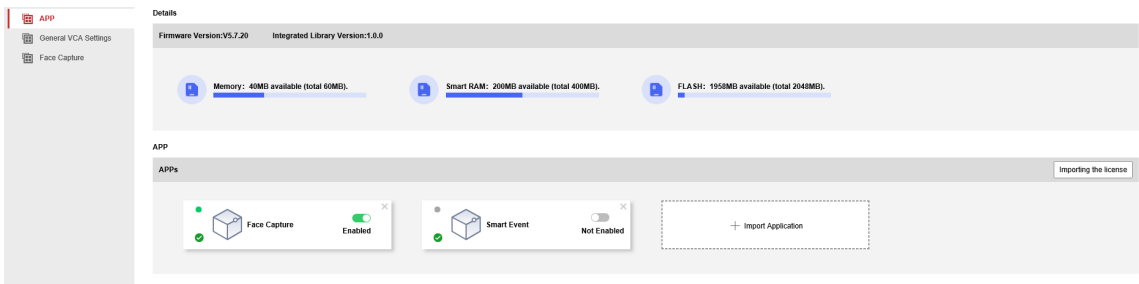 Details
APP
Firmware Version:V5.7.20 Integrated Library Version:1.0.0
General VCA Settings
Face Capture
Memory: 40MB available (total 60MB). Smart RAM: 200MB available (total 400MB). FLASH: 1958MB available (total 2048MB).
APP
APPs Importing the license
Face Capture Enabled
Smart Event Not Enabled
Import Application